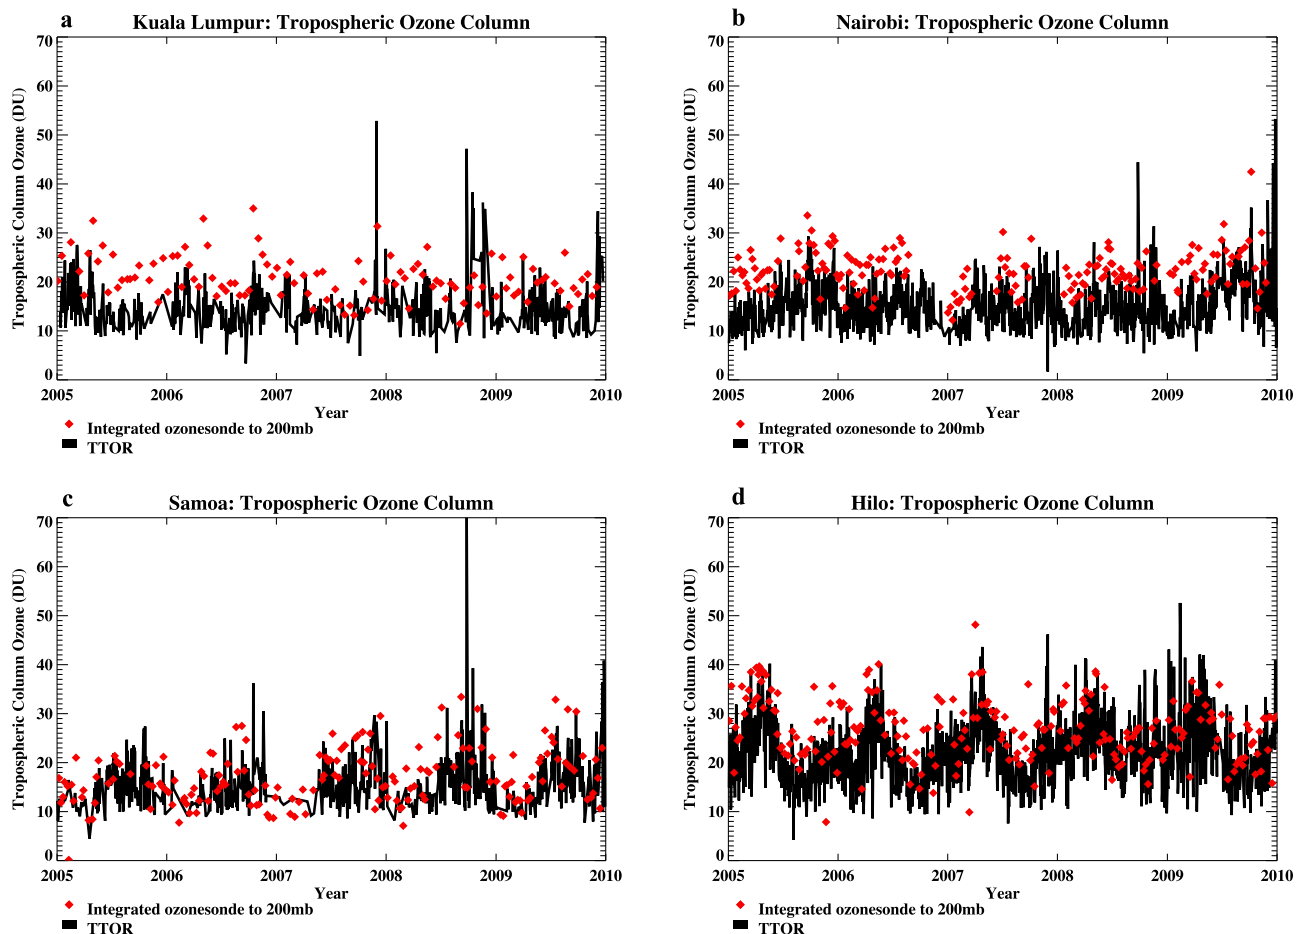 a
Kuala Lumpur: Tropospheric Ozone Column
Tropospheric Column Ozone (DU)
70
60
50
40
30
20
10
0
2005 2006 2007 2008 2009 2010
Year
Integrated ozonesonde to 200mb
TTOR
b
Nairobi: Tropospheric Ozone Column
Tropospheric Column Ozone (DU)
70
60
50
40
30
20
10
0
2005 2006 2007 2008 2009 2010
Year
Integrated ozonesonde to 200mb
TTOR
c
Samoa: Tropospheric Ozone Column
Tropospheric Column Ozone (DU)
70
60
50
40
30
20
10
0
2005 2006 2007 2008 2009 2010
Year
Integrated ozonesonde to 200mb
TTOR
d
Hilo: Tropospheric Ozone Column
Tropospheric Column Ozone (DU)
70
60
50
40
30
20
10
0
2005 2006 2007 2008 2009 2010
Year
Integrated ozonesonde to 200mb
TTOR